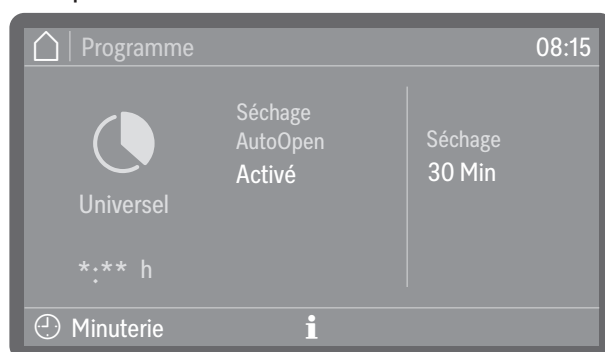 Programme
08:15
Universel
*:** h
Séchage
AutoOpen
Activé
Séchage
30 Min
Minuterie
i